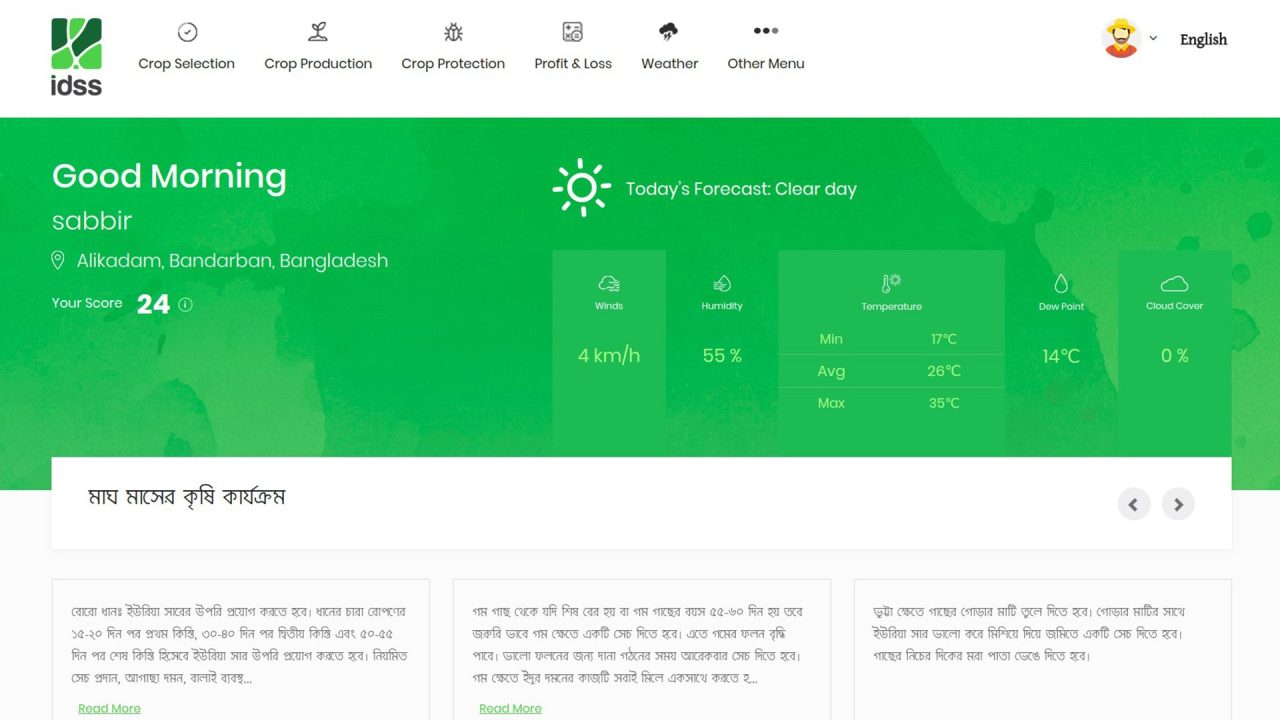 idss
Crop Selection
Crop Production
Crop Protection
Profit & Loss
Weather
Other Menu
English
Good Morning
sabbir
Alikadam, Bandarban, Bangladesh
Your Score 24
Today's Forecast: Clear day
Winds
4 km/h
Humidity
55 %
Temperature
Min 17℃
Avg 26℃
Max 35℃
Dew Point
14℃
Cloud Cover
0 %
মাঘ মাসের কৃষি কার্যক্রম
বোরো ধানঃ ইউরিয়া সারের উপরি প্রয়োগ করতে হবে। ধানের চারা রোপণের
১৫-২০ দিন পর প্রথম কিস্তি, ৩০-৪০ দিন পর দ্বিতীয় কিস্তি এবং ৫০-৫৫
দিন পর শেষ কিস্তি হিসেবে ইউরিয়া সার উপরি প্রয়োগ করতে হবে। নিয়মিত
সেচ প্রদান, আগাছা দমন, বালাই ব্যবস্থ...
Read More
গম গাছ থেকে যদি শিষ বের হয় বা গম গাছের বয়স ৫৫-৬০ দিন হয় তবে
জরুরি ভাবে গম ক্ষেতে একটি সেচ দিতে হবে। এতে গমের ফলন বৃদ্ধি
পাবে। ভালো ফলনের জন্য দানা গঠনের সময় আরেকবার সেচ দিতে হবে।
গম ক্ষেতে ইঁদুর দমনের কাজটি সবাই মিলে একসাথে করতে হ...
Read More
ভুট্টা ক্ষেতে গাছের গোড়ার মাটি তুলে দিতে হবে। গোড়ার মাটির সাথে
ইউরিয়া সার ভালো করে মিশিয়ে দিয়ে জমিতে একটি সেচ দিতে হবে।
গাছের নিচের দিকের মরা পাতা ভেঙে দিতে হবে।